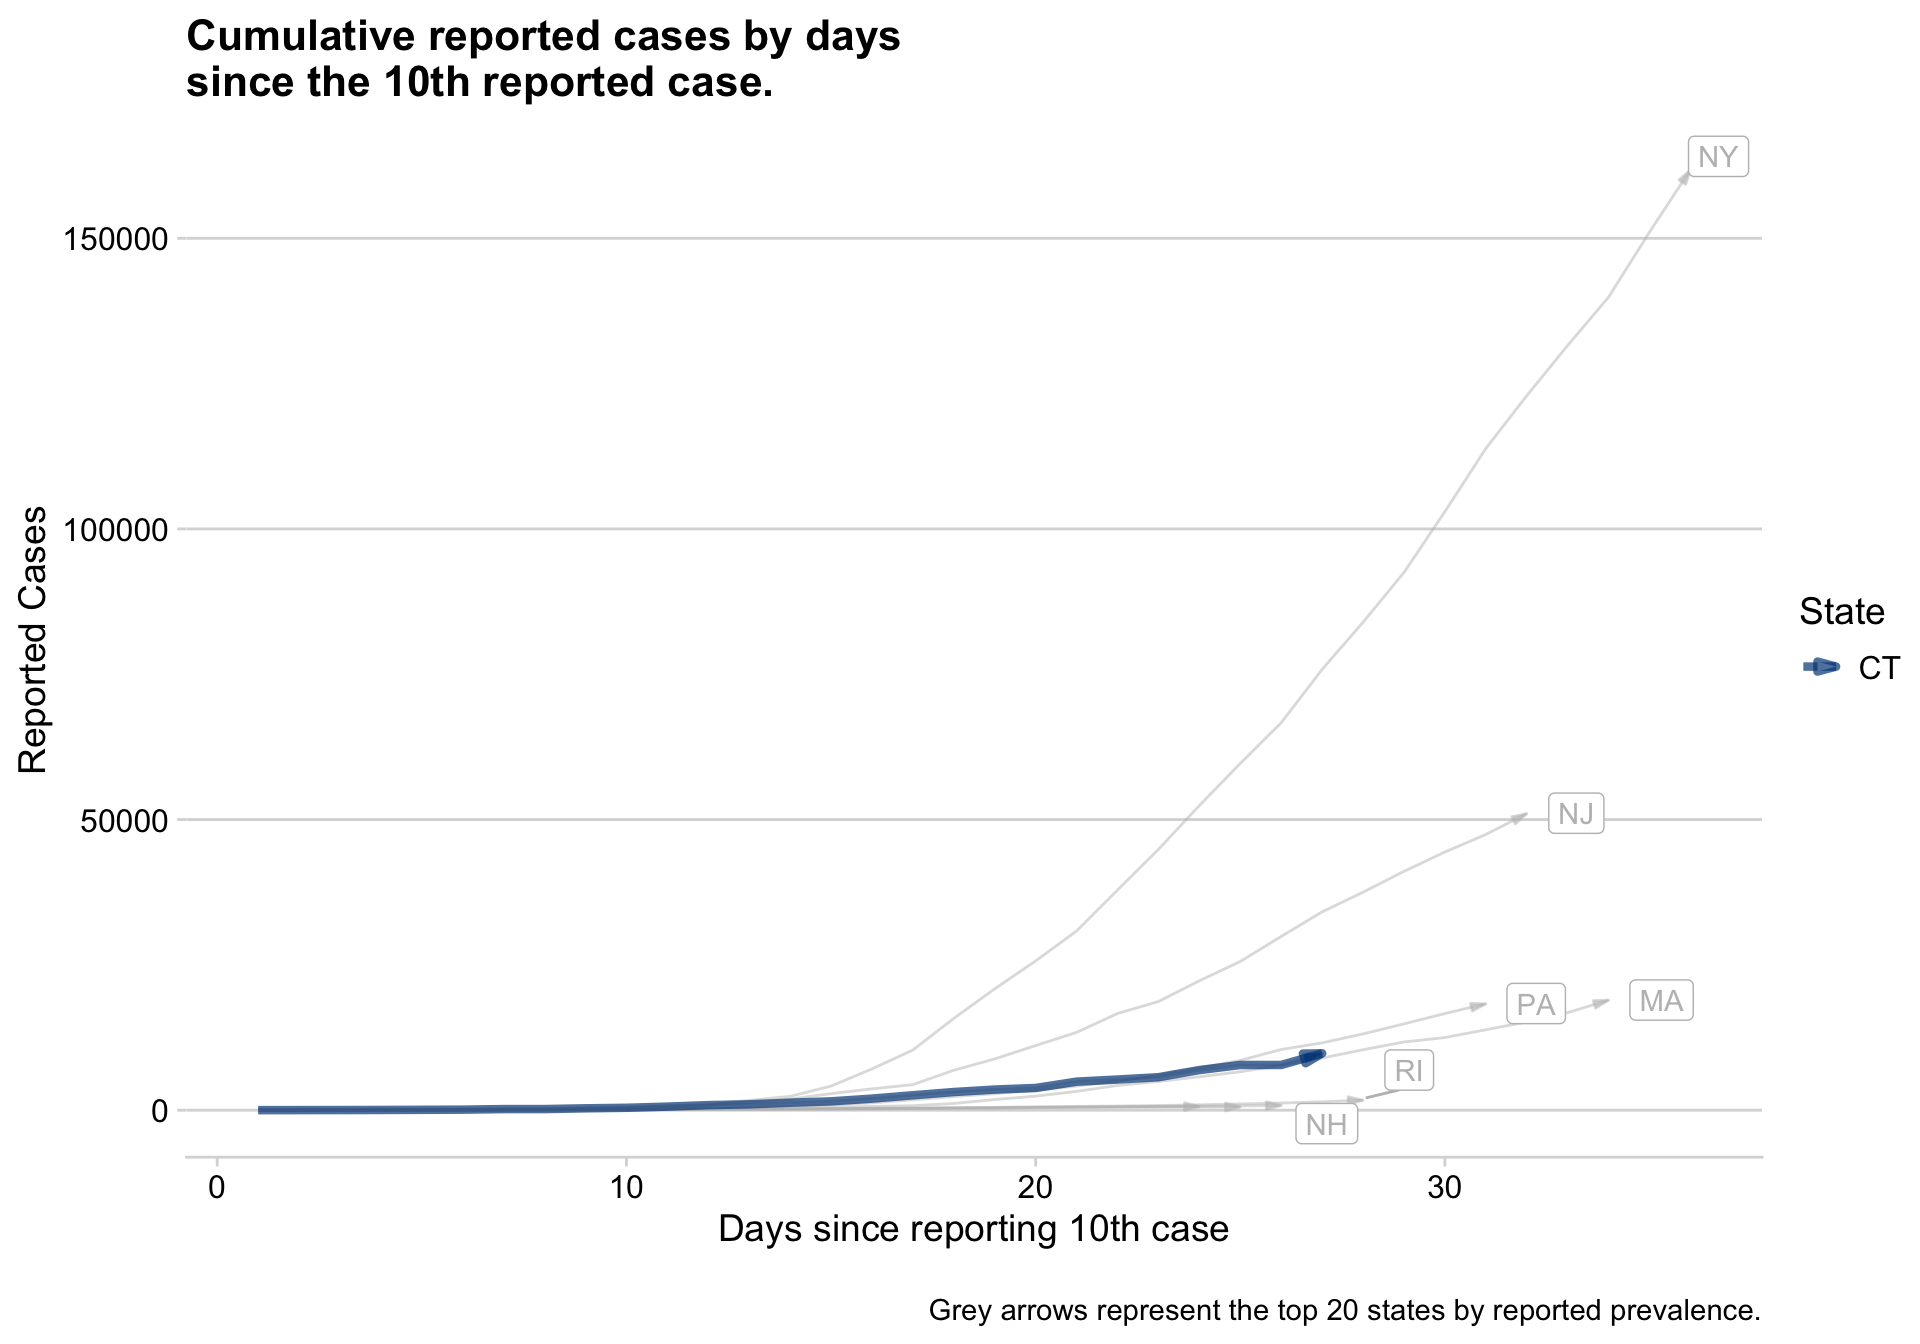 Cumulative reported cases by days
since the 10th reported case.
NY
150000
100000
50000
0
Reported Cases
NJ
PA
MA
RI
NH
State
CT
0
10
20
30
Days since reporting 10th case
Grey arrows represent the top 20 states by reported prevalence.